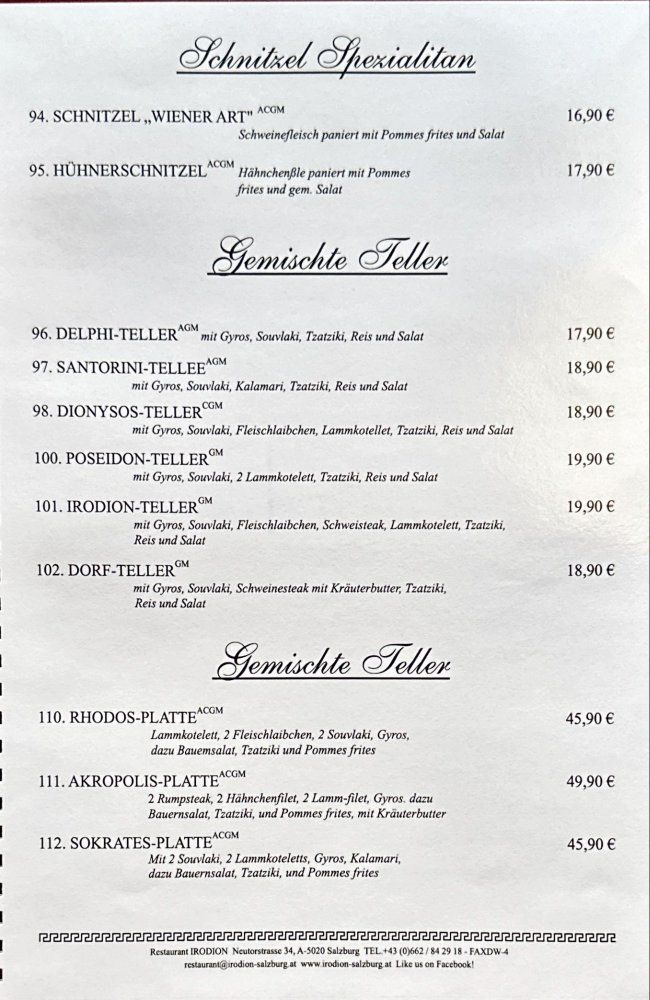 Schnitzel Spezialitan
94. SCHNITZEL „WIENER ART" ACGM 16,90 €
Schweinefleisch paniert mit Pommes frites und Salat
95. HÜHNERSCHNITZEL ACGM Hähnchenßle paniert mit Pommes 17,90 €
frites und gem. Salat
Gemischte Teller
96. DELPHI-TELLER AGM mit Gyros, Souvlaki, Tzatziki, Reis und Salat 17,90 €
97. SANTORINI-TELLEE AGM 18,90 €
mit Gyros, Souvlaki, Kalamari, Tzatziki, Reis und Salat
98. DIONYSOS-TELLER CGM 18,90 €
mit Gyros, Souvlaki, Fleischlaibchen, Lammkotellet, Tzatziki, Reis und Salat
100. POSEIDON-TELLER GM 19,90 €
mit Gyros, Souvlaki, 2 Lammkotelett, Tzatziki, Reis und Salat
101. IRODION-TELLER GM 19,90 €
mit Gyros, Souvlaki, Fleischlaibchen, Schweisteak, Lammkotelett, Tzatziki,
Reis und Salat
102. DORF-TELLER GM 18,90 €
mit Gyros, Souvlaki, Schweinesteak mit Kräuterbutter, Tzatziki,
Reis und Salat
Gemischte Teller
110. RHODOS-PLATTE ACGM 45,90 €
Lammkotelett, 2 Fleischlaibchen, 2 Souvlaki, Gyros,
dazu Bauemsalat, Tzatziki und Pommes frites
111. AKROPOLIS-PLATTE ACGM 49,90 €
2 Rumpsteak, 2 Hähnchenfilet, 2 Lamm-filet, Gyros. dazu
Bauernsalat, Tzatziki, und Pommes frites, mit Kräuterbutter
112. SOKRATES-PLATTE ACGM 45,90 €
Mit 2 Souvlaki, 2 Lammkoteletts, Gyros, Kalamari,
dazu Bauernsalat, Tzatziki, und Pommes frites
Restaurant IRODION Neutorstrasse 34, A-5020 Salzburg TEL.+43 (0)662 / 84 29 18 - FAXDW-4
restaurant@irodion-salzburg.at www.irodion-salzburg.at Like us on Facebook!